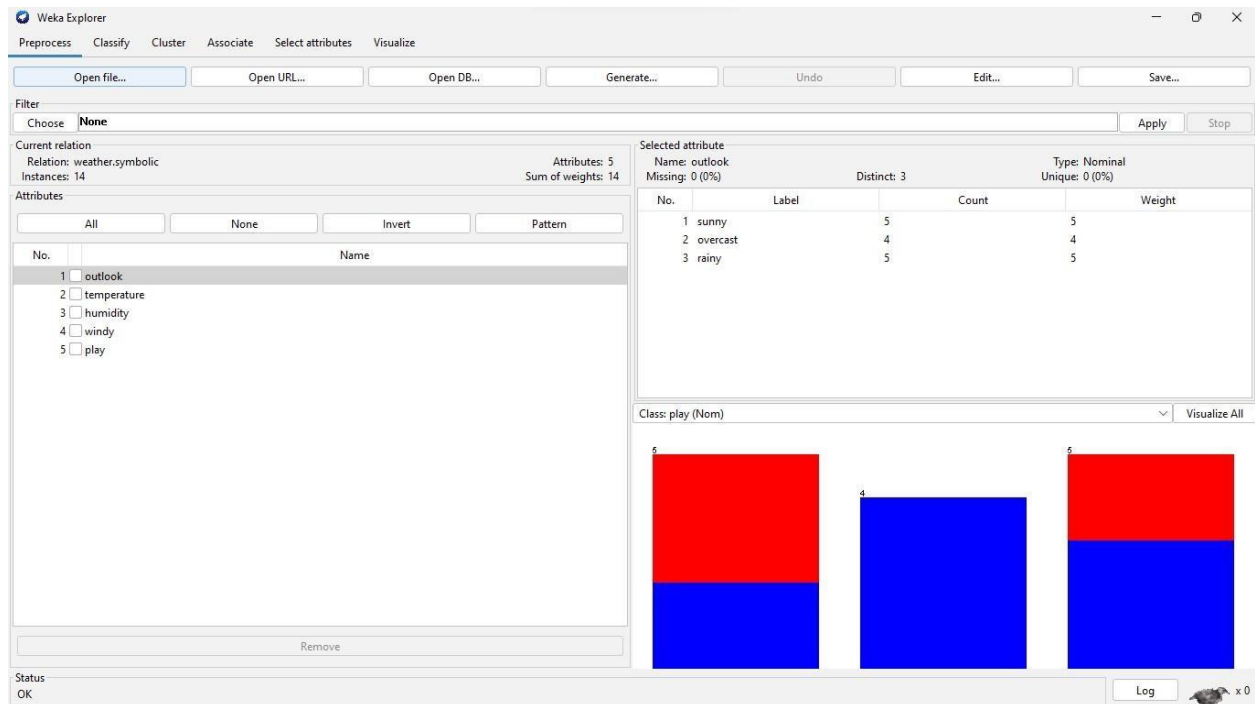 Weka Explorer
Preprocess Classify Cluster Associate Select attributes Visualize
Open file... Open URL... Open DB... Generate... Undo Edit... Save...
Filter
Choose None Apply Stop
Current relation
Relation: weather.symbolic Attributes: 5
Instances: 14 Sum of weights: 14
Attributes
All None Invert Pattern
No. Name
1 outlook
2 temperature
3 humidity
4 windy
5 play
Remove
Selected attribute
Name: outlook Type: Nominal
Missing: 0 (0%) Distinct: 3 Unique: 0 (0%)
No. Label Count Weight
1 sunny 5 5
2 overcast 4 4
3 rainy 5 5
Class: play (Nom) Visualize All
5 4 5
Status
OK Log x 0